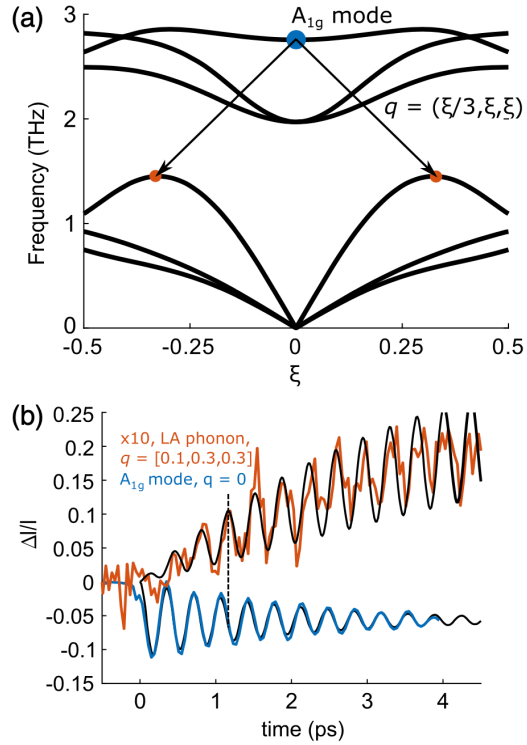 (a)
A1g mode
q = (ξ/3,ξ,ξ)
Frequency (THz)
3
2
1
0
-0.5
-0.25
0
0.25
0.5
ξ
(b)
x10, LA phonon,
q = [0.1,0.3,0.3]
A1g mode, q = 0
ΔI/I
0.25
0.2
0.15
0.1
0.05
0
-0.05
-0.1
-0.15
0
1
2
3
4
time (ps)